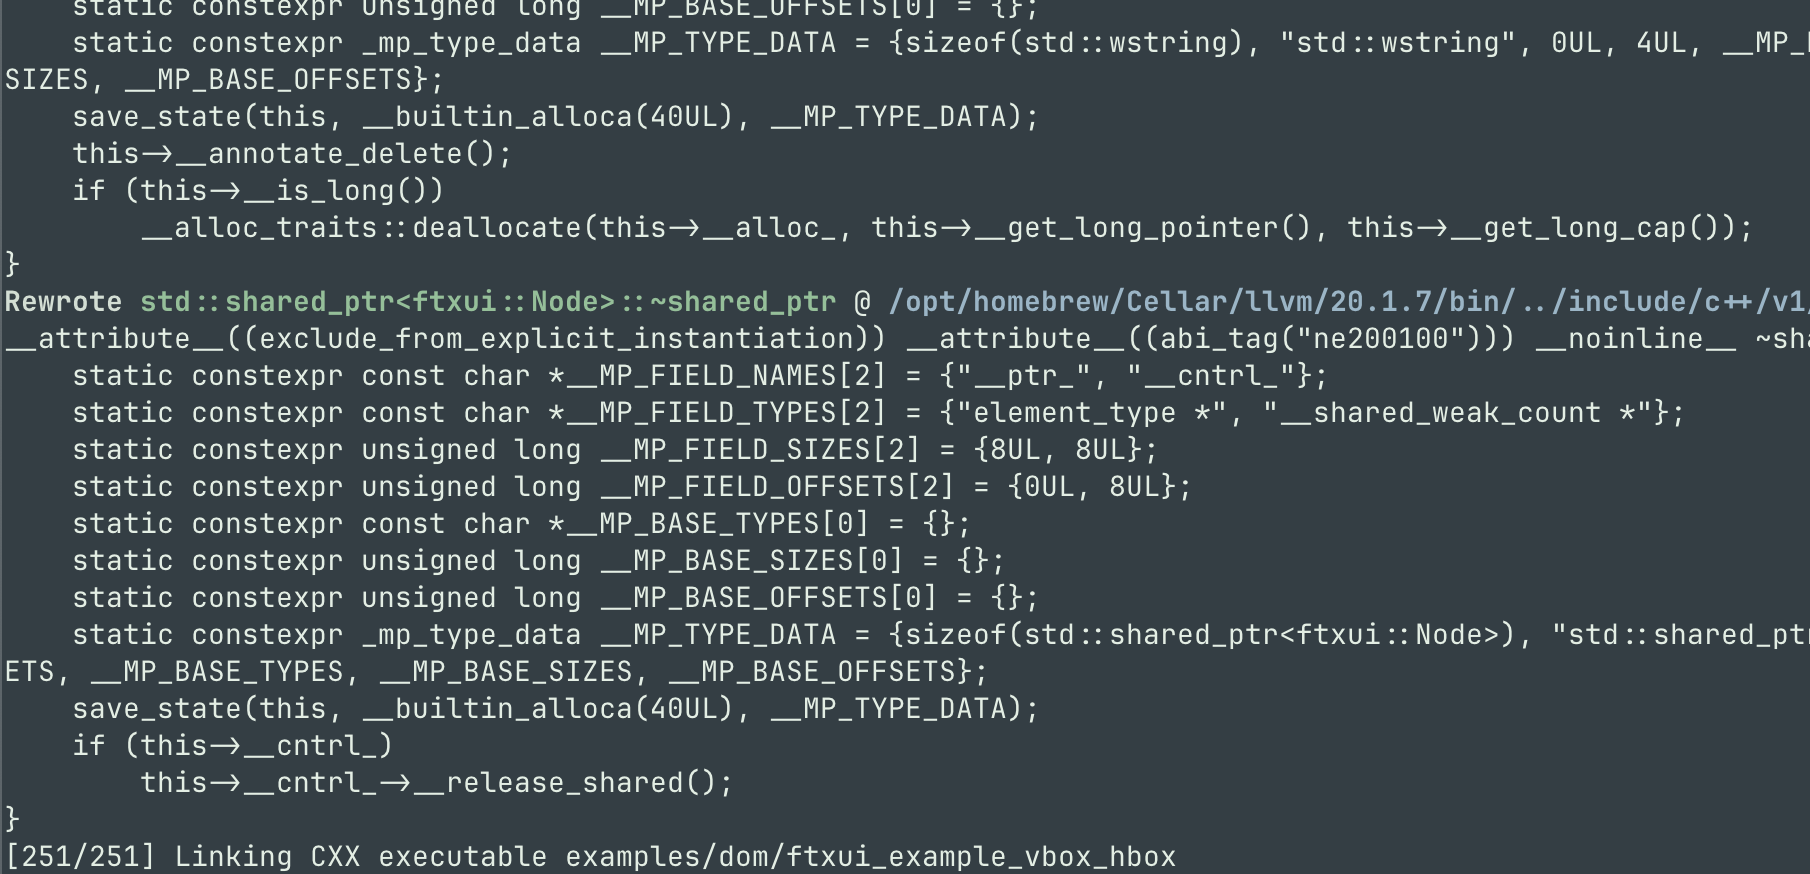 static constexpr unsigned long __MP_BASE_OFFSETS[0] = {};
    static constexpr _mp_type_data __MP_TYPE_DATA = {sizeof(std::wstring), "std::wstring", 0UL, 4UL, __MP_
SIZES, __MP_BASE_OFFSETS};
    save_state(this, __builtin_alloca(40UL), __MP_TYPE_DATA);
    this->__annotate_delete();
    if (this->__is_long())
        __alloc_traits::deallocate(this->__alloc_, this->__get_long_pointer(), this->__get_long_cap());
}
Rewrote std::shared_ptr<ftxui::Node>::~shared_ptr @ /opt/homebrew/Cellar/llvm/20.1.7/bin/../include/c++/v1/
__attribute__((exclude_from_explicit_instantiation)) __attribute__((abi_tag("ne200100"))) __noinline__ ~sha
    static constexpr const char *__MP_FIELD_NAMES[2] = {"__ptr_", "__cntrl_"};
    static constexpr const char *__MP_FIELD_TYPES[2] = {"element_type *", "__shared_weak_count *"};
    static constexpr unsigned long __MP_FIELD_SIZES[2] = {8UL, 8UL};
    static constexpr unsigned long __MP_FIELD_OFFSETS[2] = {0UL, 8UL};
    static constexpr const char *__MP_BASE_TYPES[0] = {};
    static constexpr unsigned long __MP_BASE_SIZES[0] = {};
    static constexpr unsigned long __MP_BASE_OFFSETS[0] = {};
    static constexpr _mp_type_data __MP_TYPE_DATA = {sizeof(std::shared_ptr<ftxui::Node>), "std::shared_ptr
ETS, __MP_BASE_TYPES, __MP_BASE_SIZES, __MP_BASE_OFFSETS};
    save_state(this, __builtin_alloca(40UL), __MP_TYPE_DATA);
    if (this->__cntrl_)
        this->__cntrl_->__release_shared();
}
[251/251] Linking CXX executable examples/dom/ftxui_example_vbox_hbox